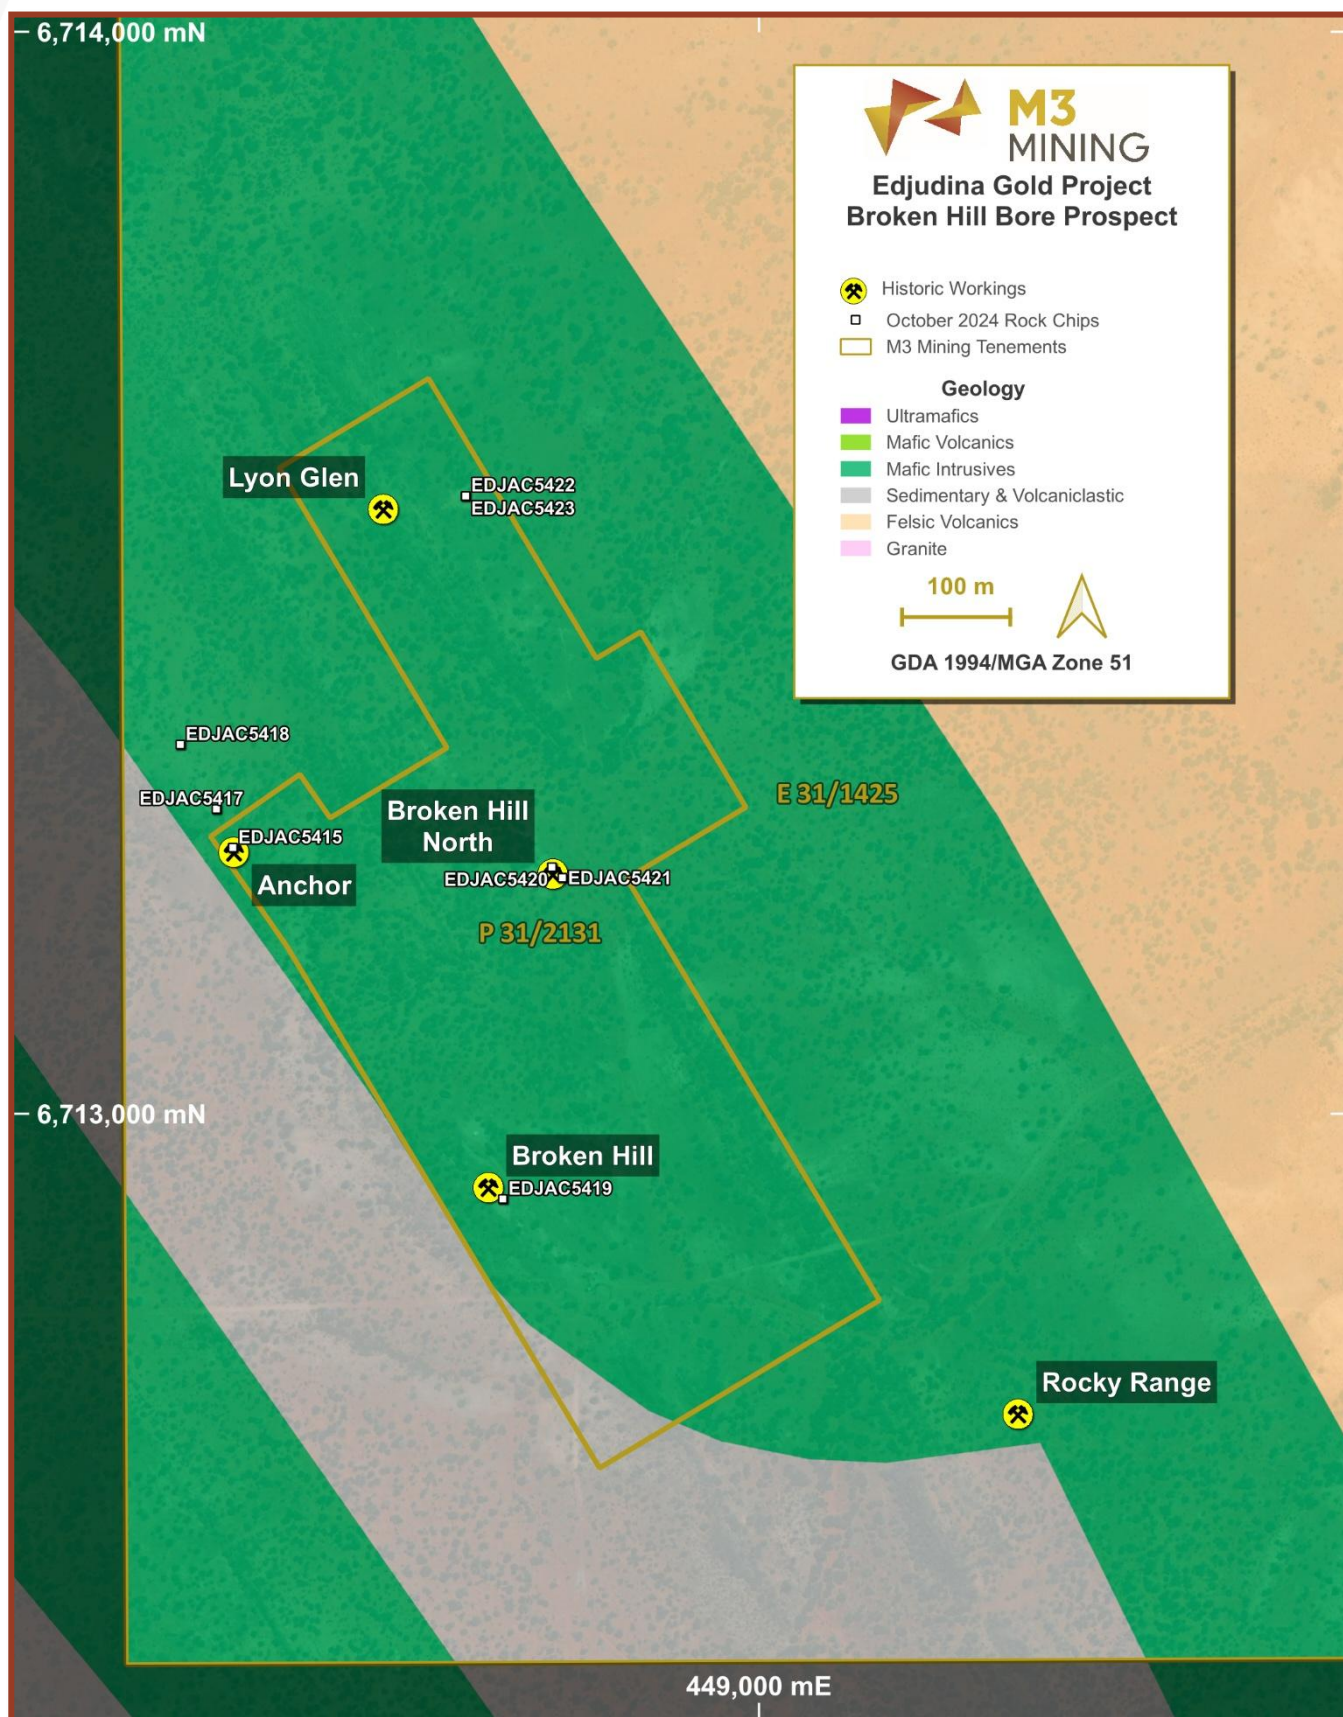 6,714,000 mN
M3
MINING
Edjudina Gold Project
Broken Hill Bore Prospect
Historic Workings
October 2024 Rock Chips
M3 Mining Tenements
Geology
Ultramafics
Mafic Volcanics
Mafic Intrusives
Sedimentary & Volcaniclastic
Felsic Volcanics
Granite
100 m
GDA 1994/MGA Zone 51
Lyon Glen
EDJAC5422
EDJAC5423
EDJAC5418
EDJAC5417
EDJAC5415
Anchor
Broken Hill
North
E 31/1425
EDJAC5420
EDJAC5421
P 31/2131
6,713,000 mN
Broken Hill
EDJAC5419
Rocky Range
449,000 mE